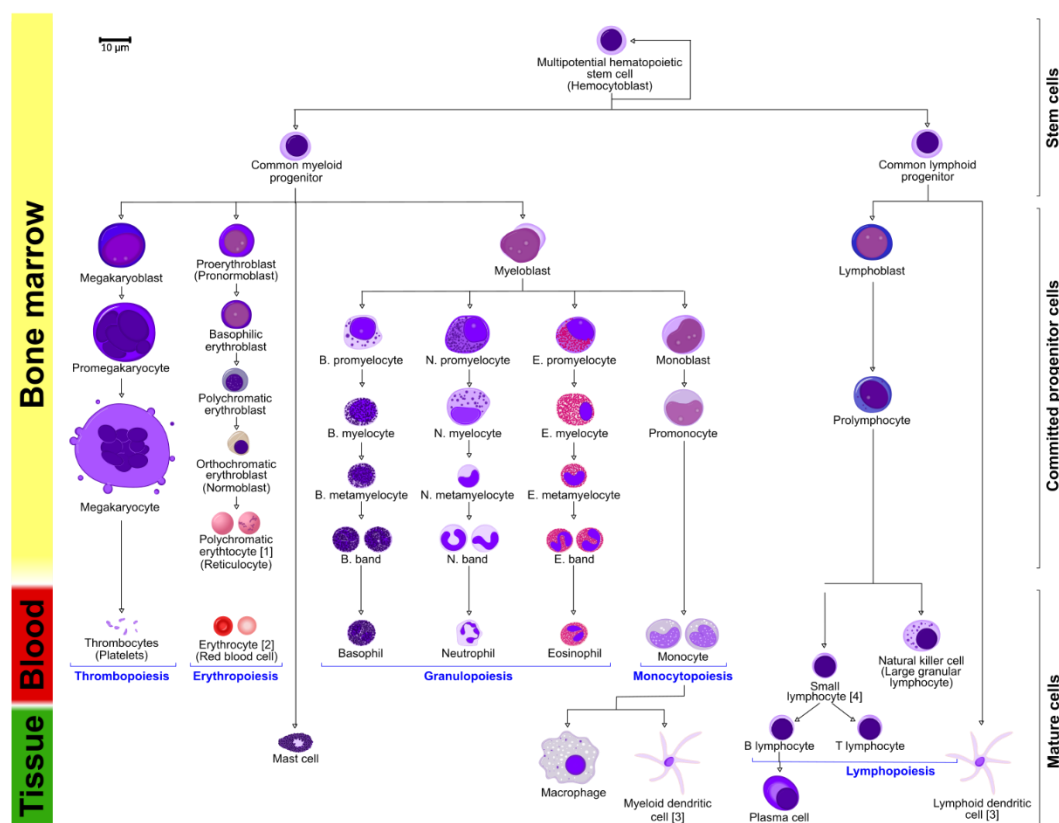 10 µm
Multipotential hematopoietic
stem cell
(Hemocytoblast)
Common myeloid
progenitor
Common lymphoid
progenitor
Stem cells
Bone marrow
Megakaryoblast
Proerythroblast
(Pronormoblast)
Myeloblast
Lymphoblast
Promegakaryocyte
Basophilic
erythroblast
B. promyelocyte
N. promyelocyte
E. promyelocyte
Monoblast
Polychromatic
erythroblast
B. myelocyte
N. myelocyte
E. myelocyte
Promonocyte
Prolymphocyte
Committed progenitor cells
Megakaryocyte
Orthochromatic
erythroblast
(Normoblast)
B. metamyelocyte
N. metamyelocyte
E. metamyelocyte
Polychromatic
erythtocyte [1]
(Reticulocyte)
B. band
N. band
E. band
Blood
Thrombocytes
(Platelets)
Erythrocyte [2]
(Red blood cell)
Basophil
Neutrophil
Eosinophil
Monocyte
Natural killer cell
(Large granular
lymphocyte)
Thrombopoiesis
Erythropoiesis
Granulopoiesis
Monocytopoiesis
Small
lymphocyte [4]
Mature cells
Tissue
Mast cell
Macrophage
Myeloid dendritic
cell [3]
B lymphocyte
T lymphocyte
Lymphopoiesis
Plasma cell
Lymphoid dendritic
cell [3]